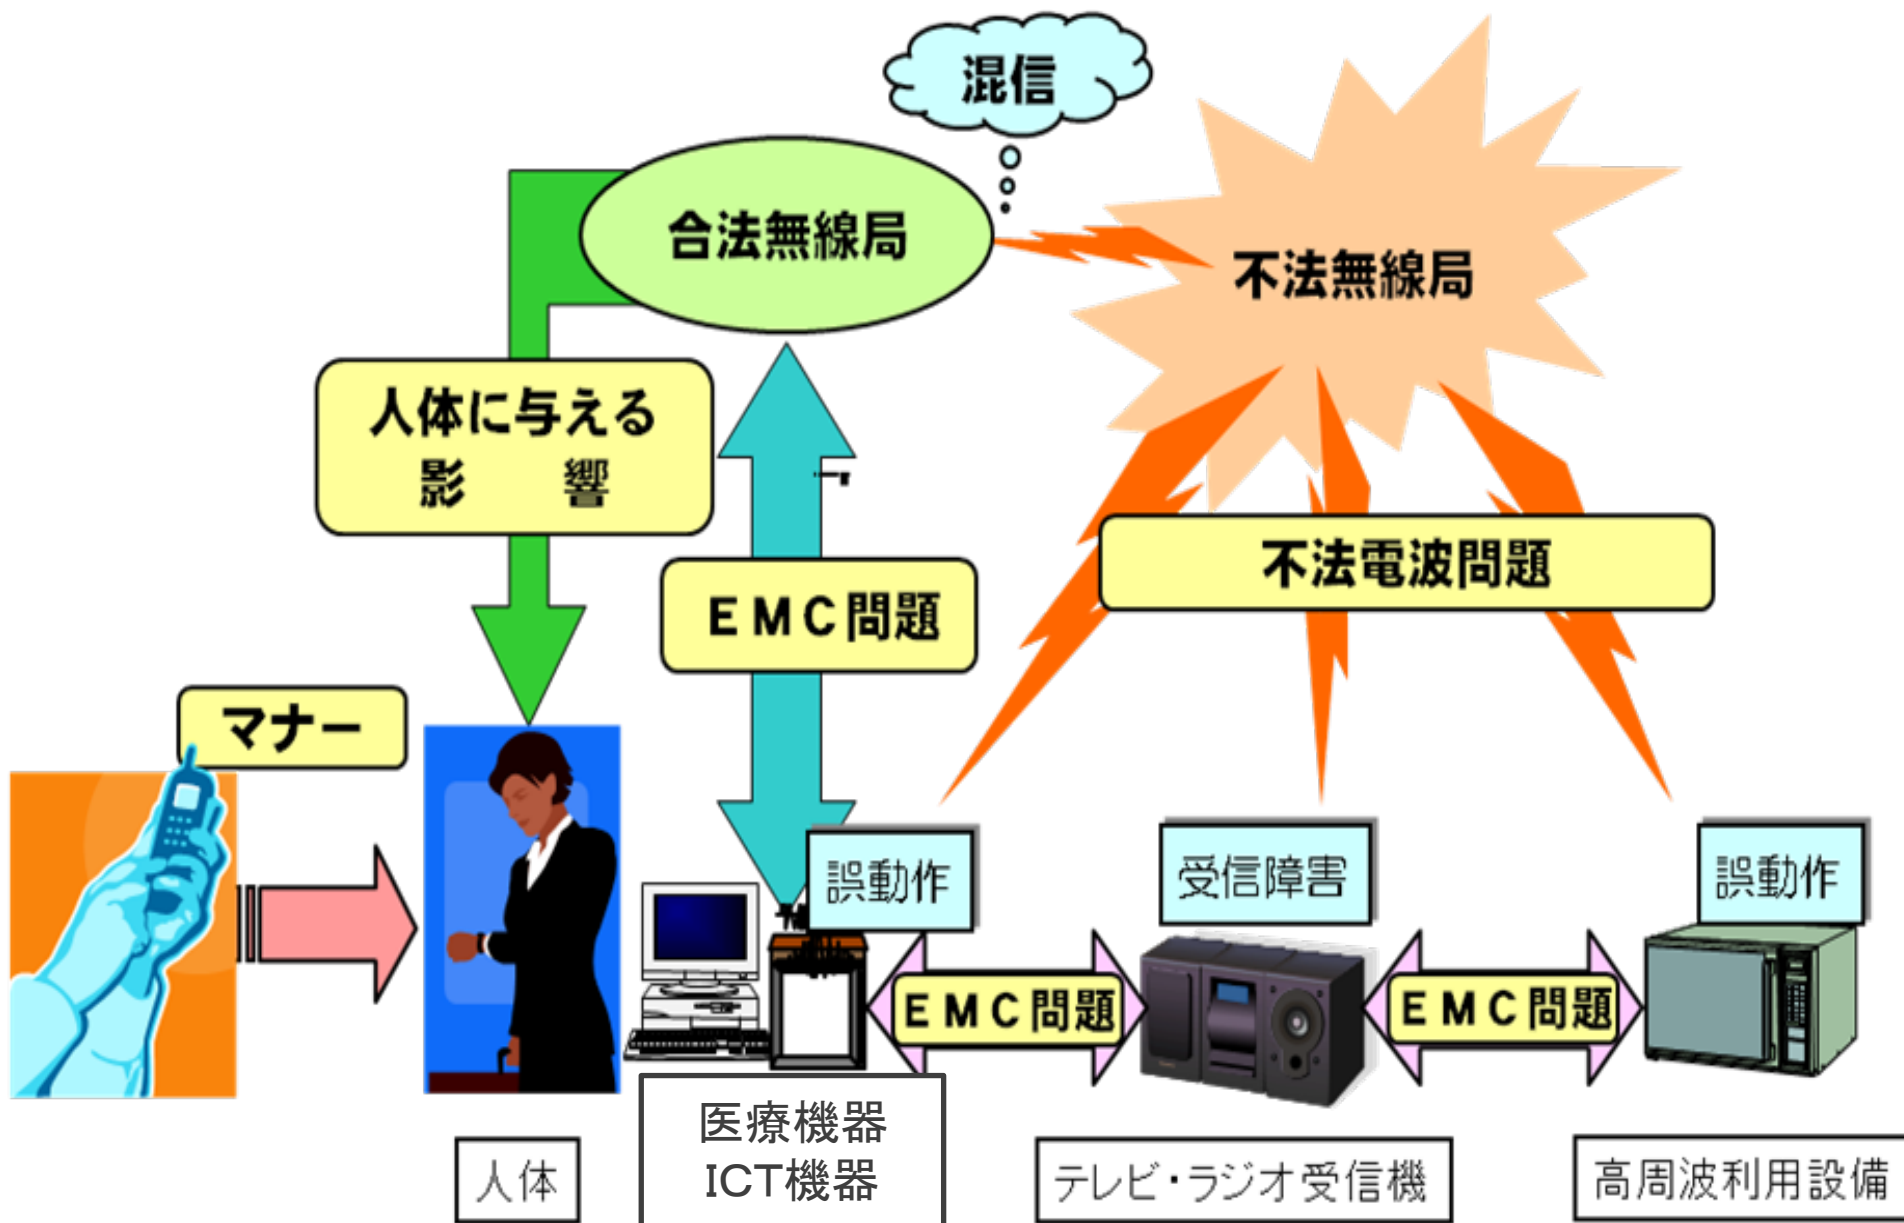 混信
合法無線局
不法無線局
人体に与える
影　響
不法電波問題
ＥＭＣ問題
マナー
誤動作
受信障害
誤動作
ＥＭＣ問題
ＥＭＣ問題
人体
医療機器
ICT機器
テレビ・ラジオ受信機
高周波利用設備